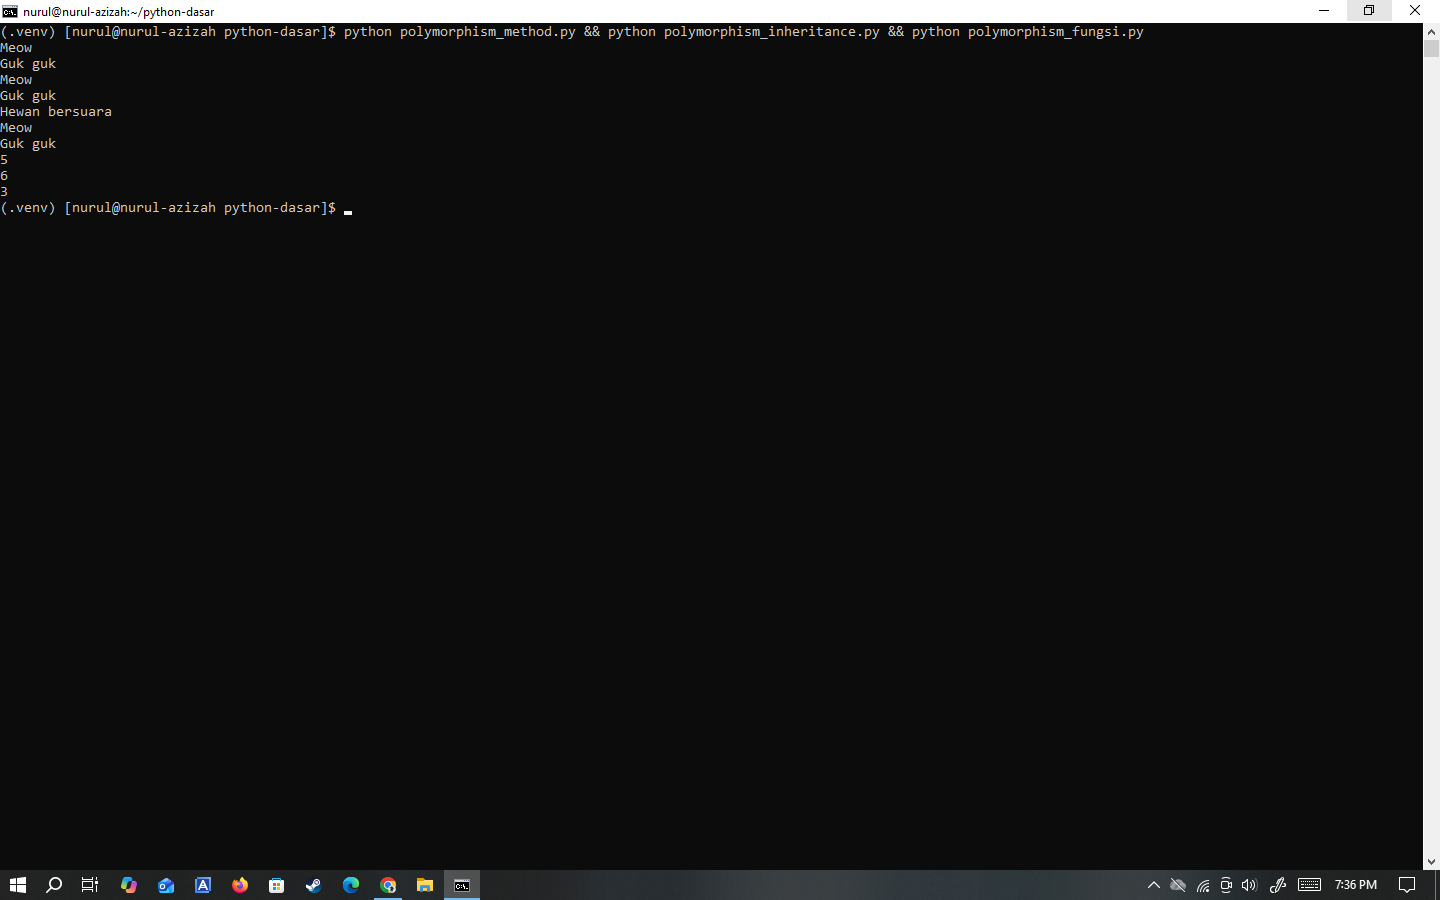 nurul@nurul-azizah:~/python-dasar
(.venv) [nurul@nurul-azizah python-dasar]$ python polymorphism_method.py && python polymorphism_inheritance.py && python polymorphism_fungsi.py
Meow
Guk guk
Meow
Guk guk
Hewan bersuara
Meow
Guk guk
5
6
3
(.venv) [nurul@nurul-azizah python-dasar]$
7:36 PM